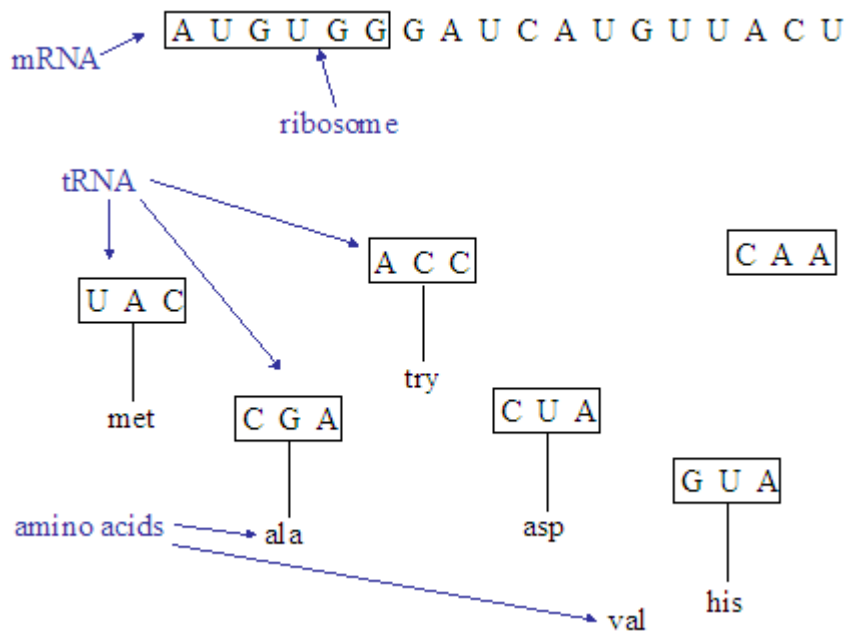 A U G U G G G A U C A U G U U A C U
mRNA
ribosome
tRNA
A C C
C A A
U A C
try
met
C G A
C U A
G U A
amino acids
ala
asp
his
val